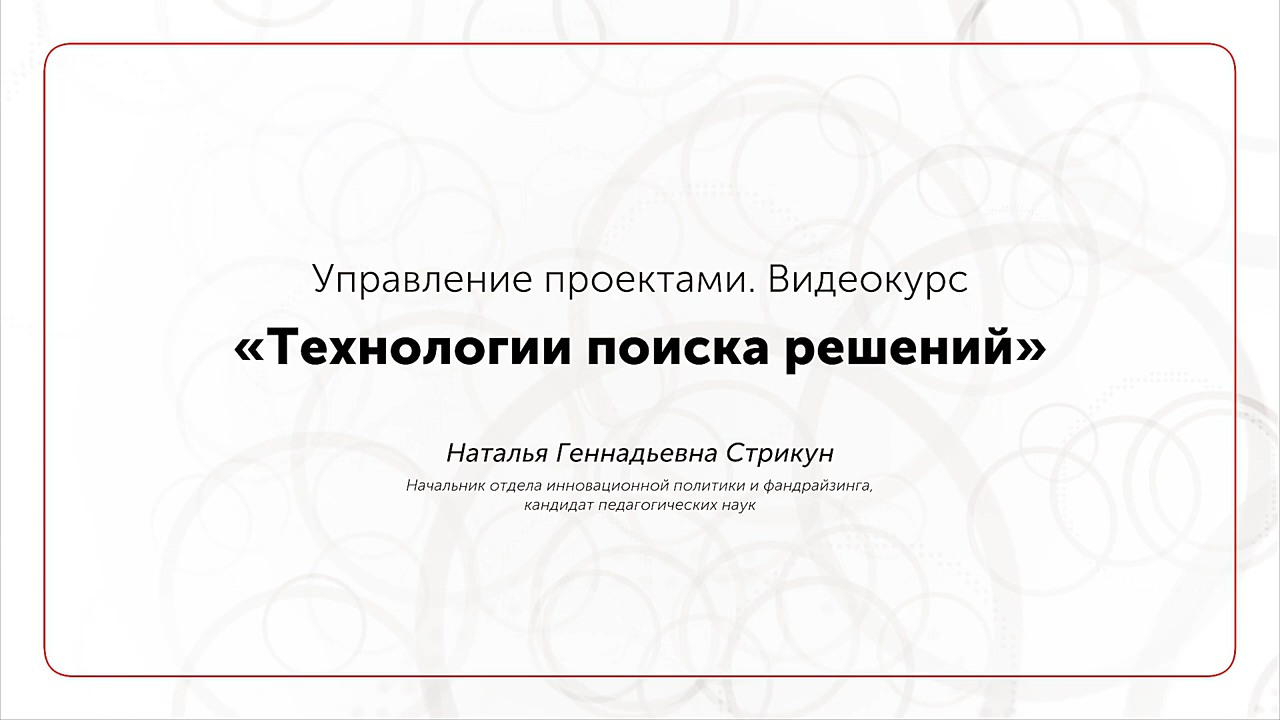 Управление проектами. Видеокурс
«Технологии поиска решений»
Наталья Геннадьевна Стрикун
Начальник отдела инновационной политики и фандрайзинга,
кандидат педагогических наук